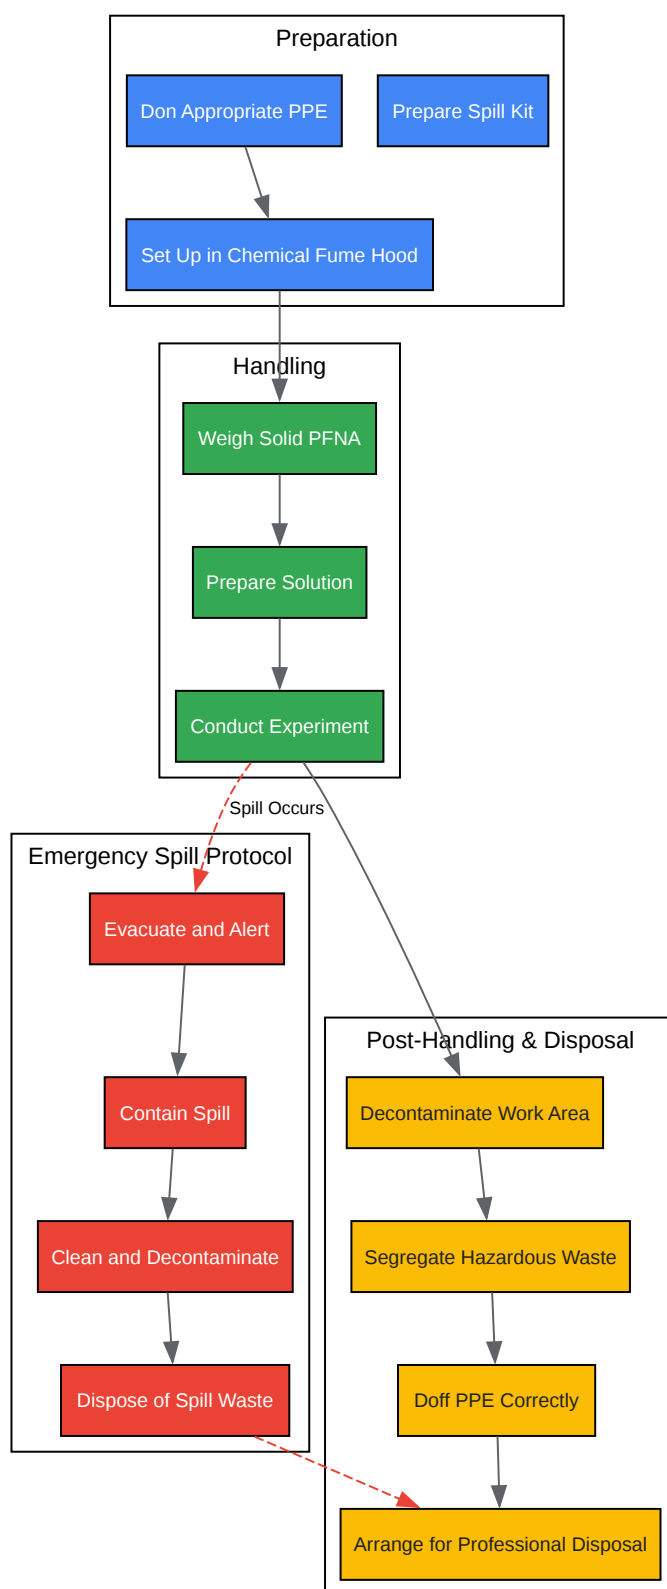 Preparation
Don Appropriate PPE
Prepare Spill Kit
Set Up in Chemical Fume Hood
Handling
Weigh Solid PFNA
Prepare Solution
Conduct Experiment
Spill Occurs
Emergency Spill Protocol
Evacuate and Alert
Contain Spill
Clean and Decontaminate
Dispose of Spill Waste
Post-Handling & Disposal
Decontaminate Work Area
Segregate Hazardous Waste
Doff PPE Correctly
Arrange for Professional Disposal